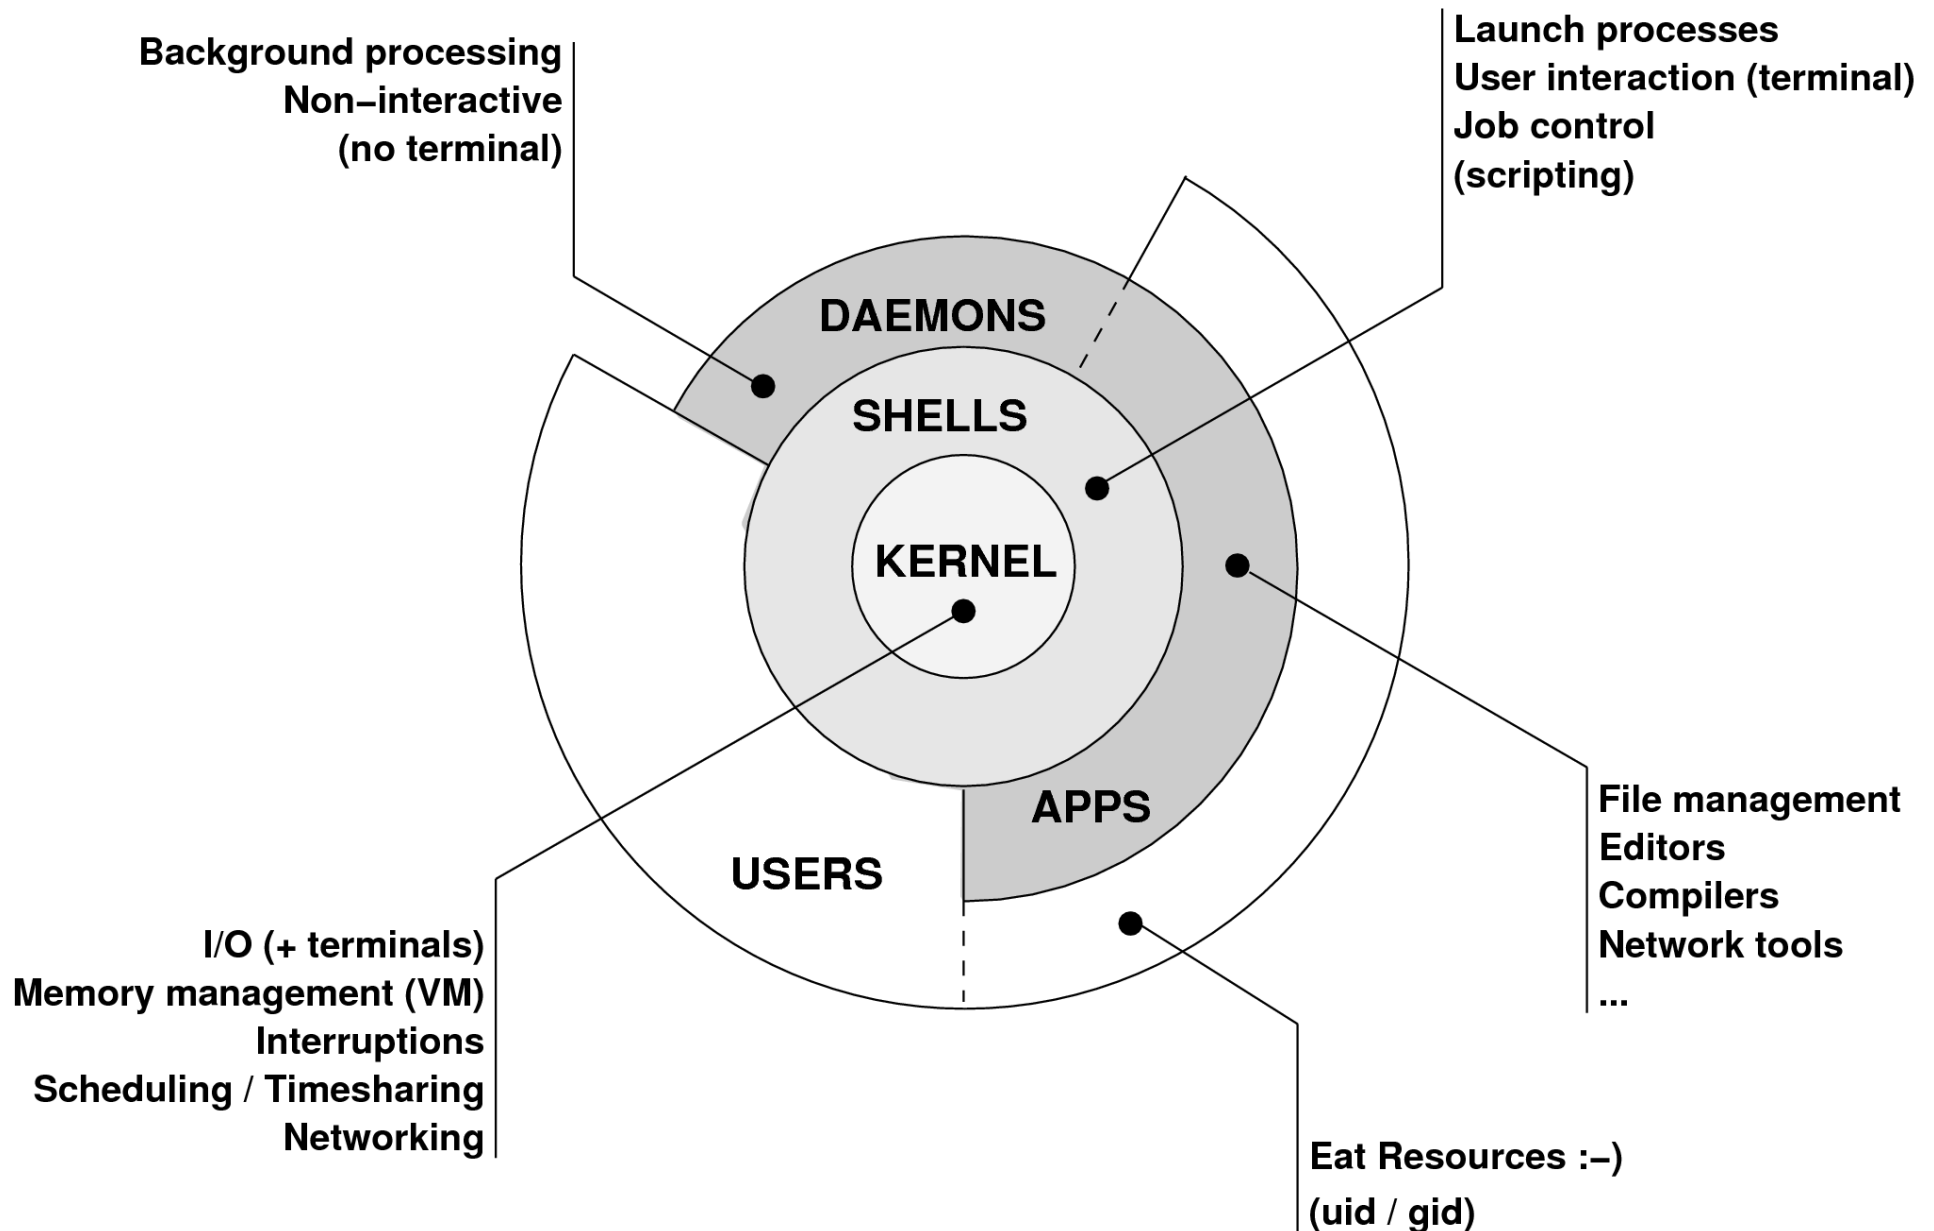 Background processing
Non–interactive
(no terminal)
Launch processes
User interaction (terminal)
Job control
(scripting)
DAEMONS
SHELLS
KERNEL
APPS
USERS
File management
Editors
Compilers
Network tools
...
I/O (+ terminals)
Memory management (VM)
Interruptions
Scheduling / Timesharing
Networking
Eat Resources :–)
(uid / gid)